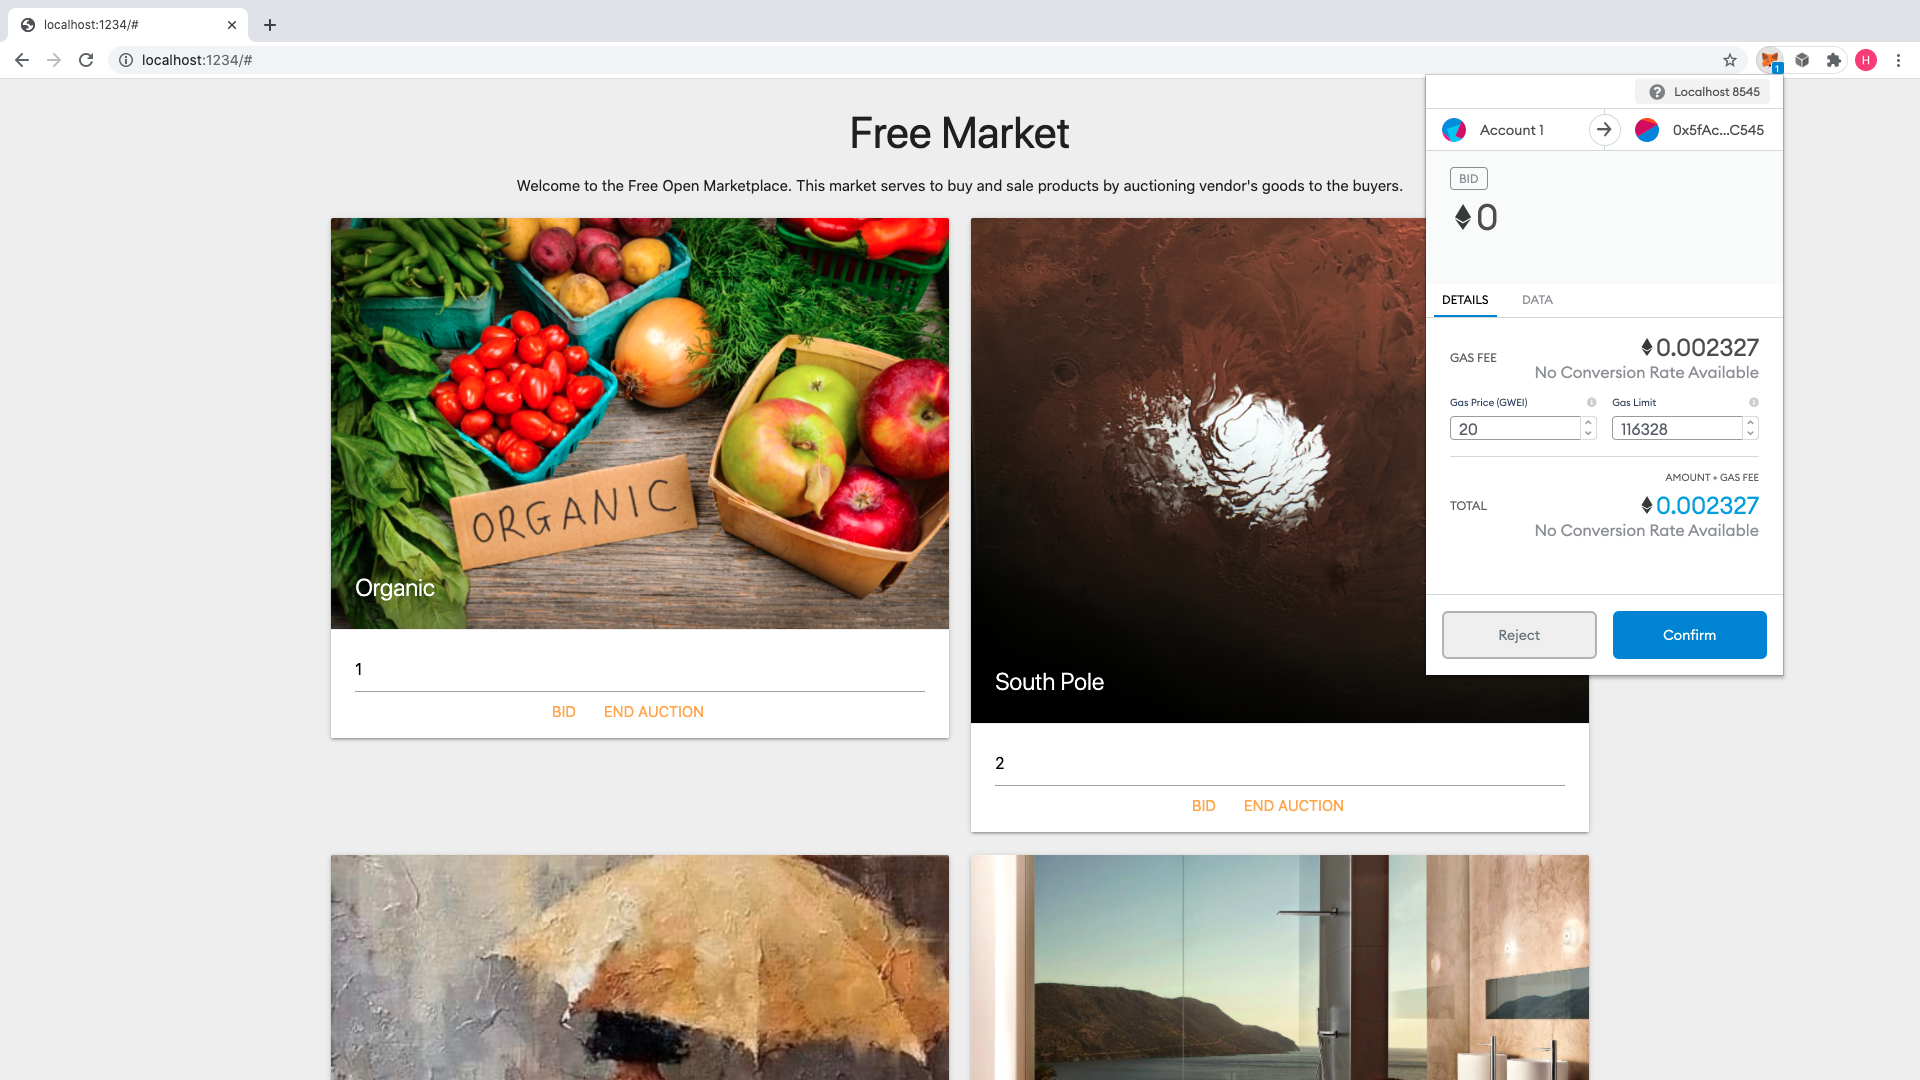 localhost:1234/#
localhost:1234/#
H
1
Localhost 8545
Account 1
0x5fAc...C545
BID
0
DETAILS
DATA
GAS FEE
0.002327
No Conversion Rate Available
Gas Price (GWEI)
Gas Limit
20
116328
AMOUNT + GAS FEE
TOTAL
0.002327
No Conversion Rate Available
Reject
Confirm
Free Market
Welcome to the Free Open Marketplace. This market serves to buy and sale products by auctioning vendor's goods to the buyers.
ORGANIC
Organic
1
BID
END AUCTION
South Pole
2
BID
END AUCTION